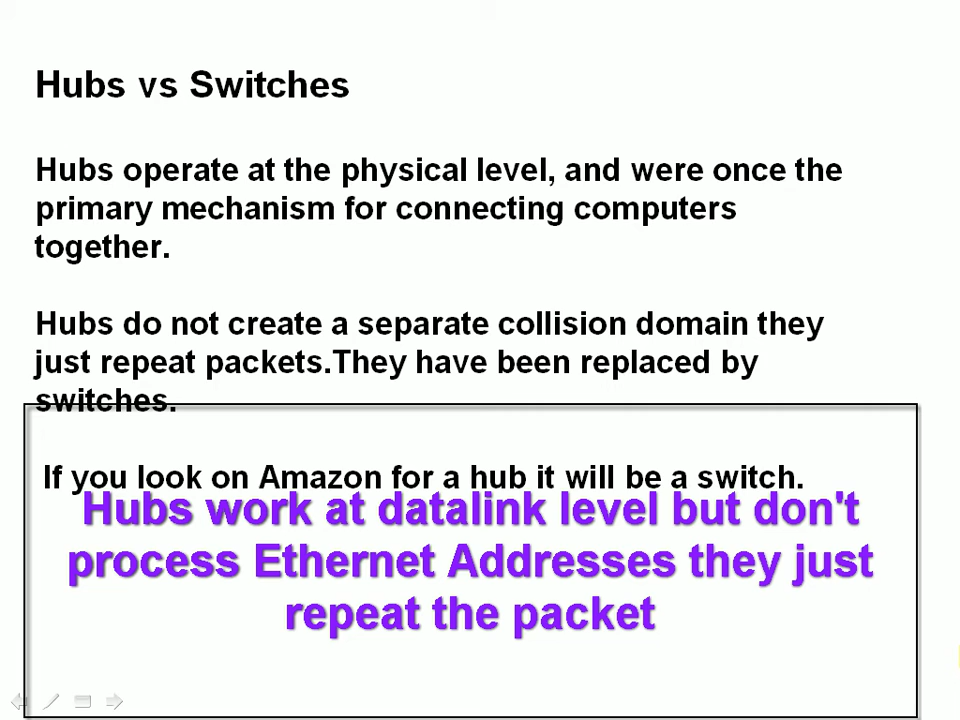 Hubs vs Switches
Hubs operate at the physical level, and were once the
primary mechanism for connecting computers
together.
Hubs do not create a separate collision domain they
just repeat packets.They have been replaced by
switches.
If you look on Amazon for a hub it will be a switch.
Hubs work at datalink level but don't
process Ethernet Addresses they just
repeat the packet